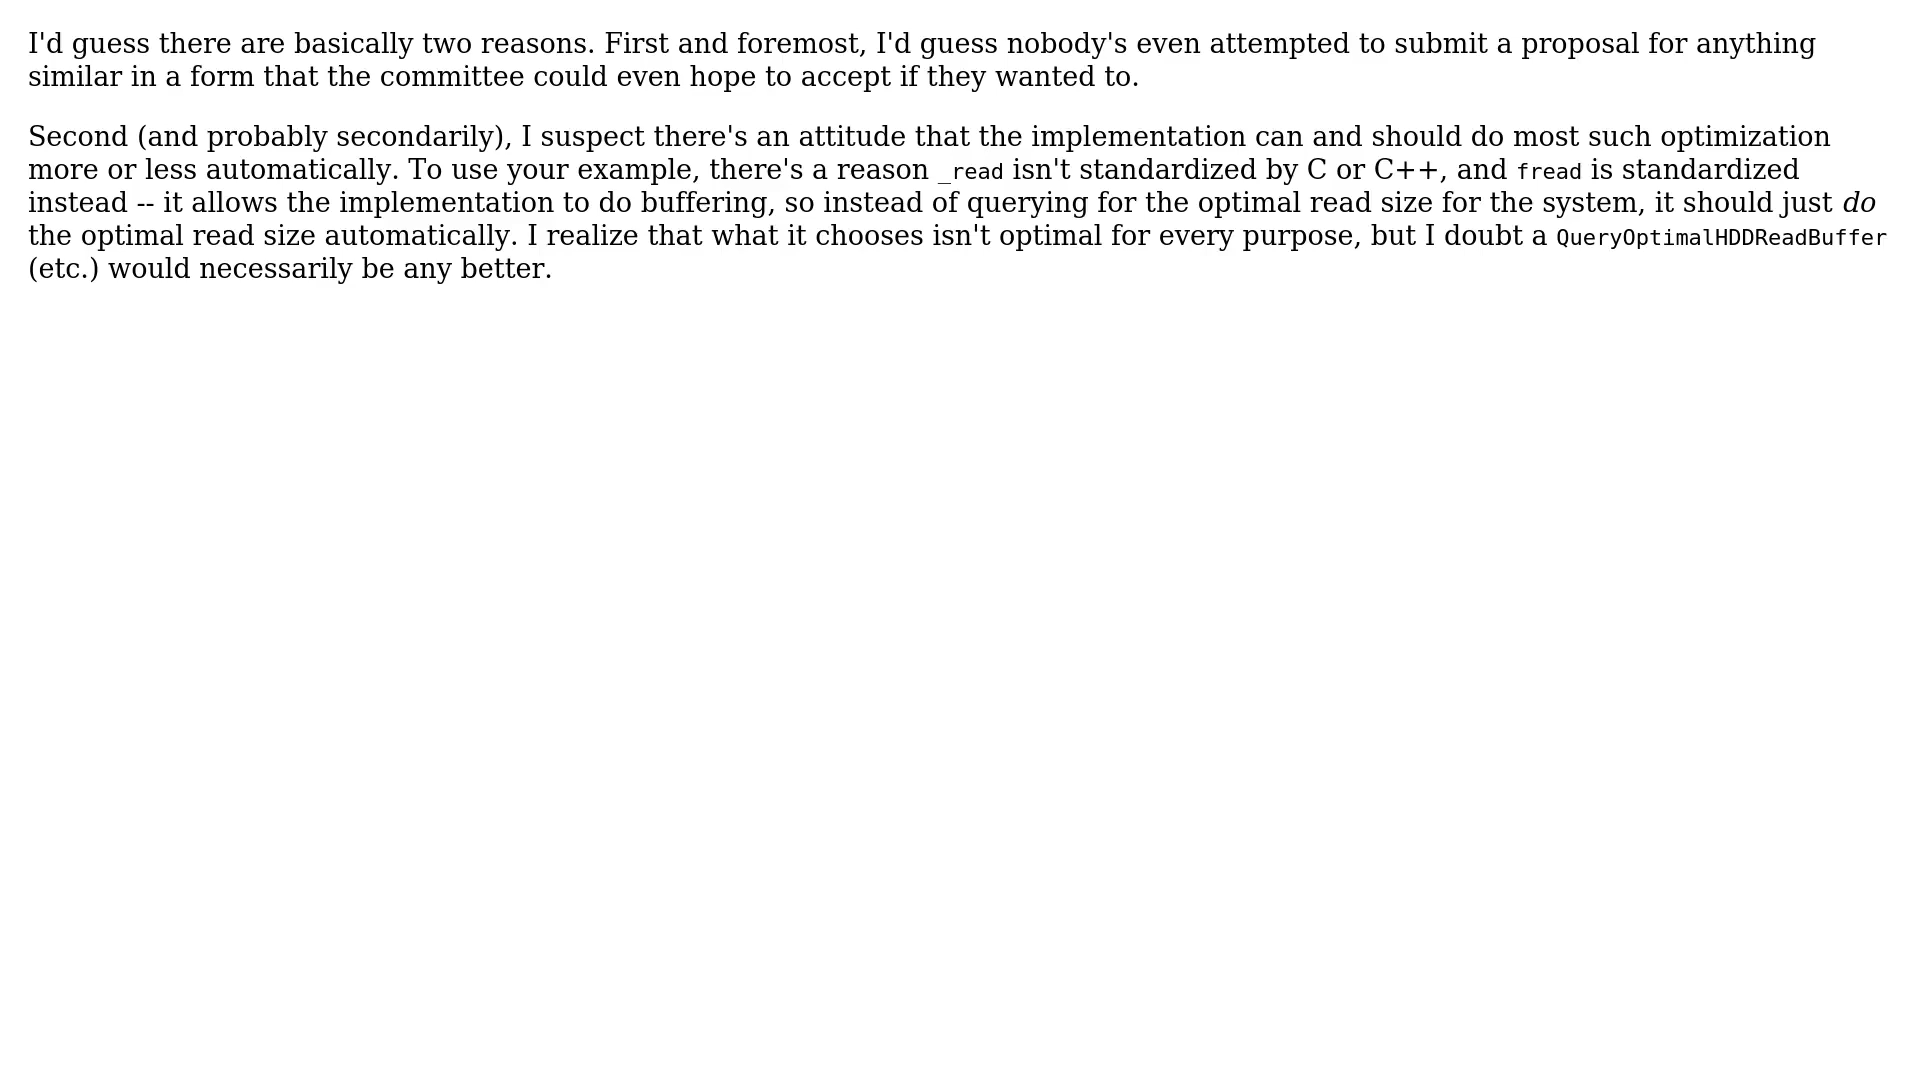 I'd guess there are basically two reasons. First and foremost, I'd guess nobody's even attempted to submit a proposal for anything
similar in a form that the committee could even hope to accept if they wanted to.
Second (and probably secondarily), I suspect there's an attitude that the implementation can and should do most such optimization
more or less automatically. To use your example, there's a reason _read isn't standardized by C or C++, and fread is standardized
instead -- it allows the implementation to do buffering, so instead of querying for the optimal read size for the system, it should just do
the optimal read size automatically. I realize that what it chooses isn't optimal for every purpose, but I doubt a QueryOptimalHDDReadBuffer
(etc.) would necessarily be any better.